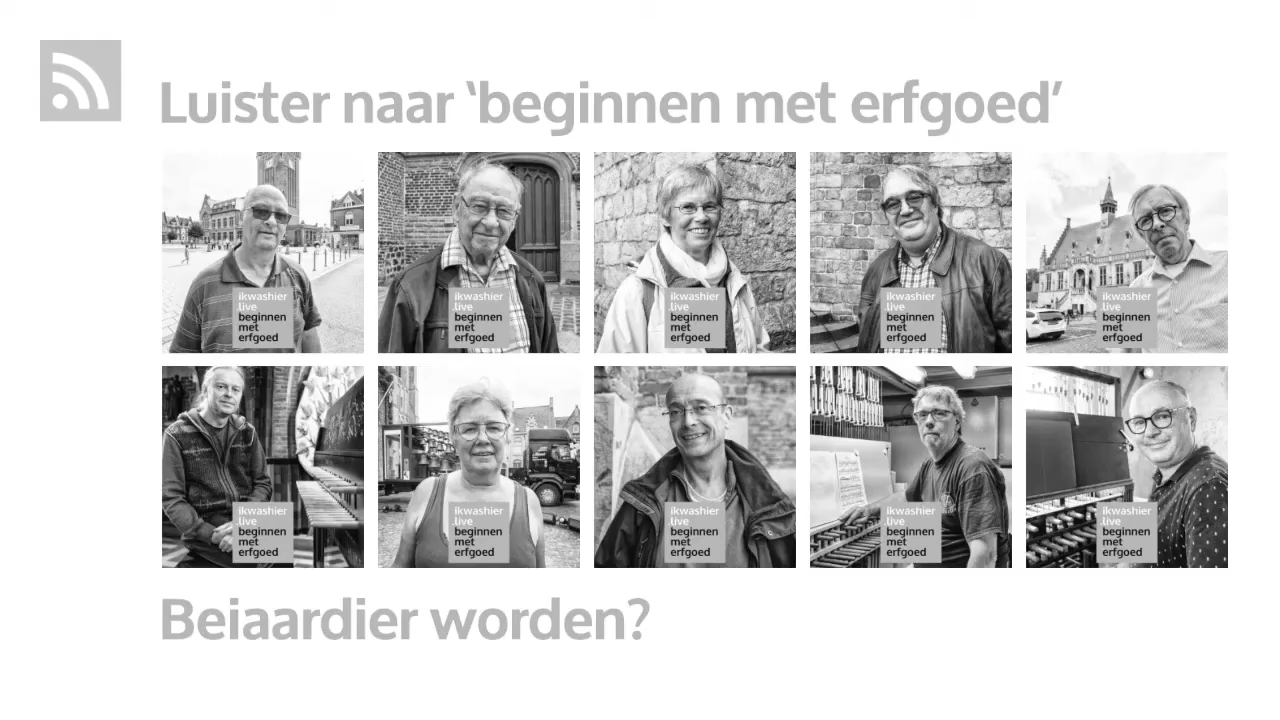 Luister naar ‘beginnen met erfgoed’
ikwashier
.live
beginnen
met
erfgoed
ikwashier
.live
beginnen
met
erfgoed
ikwashier
.live
beginnen
met
erfgoed
ikwashier
.live
beginnen
met
erfgoed
ikwashier
.live
beginnen
met
erfgoed
ikwashier
.live
beginnen
met
erfgoed
ikwashier
.live
beginnen
met
erfgoed
ikwashier
.live
beginnen
met
erfgoed
ikwashier
.live
beginnen
met
erfgoed
ikwashier
.live
beginnen
met
erfgoed
Beiaardier worden?